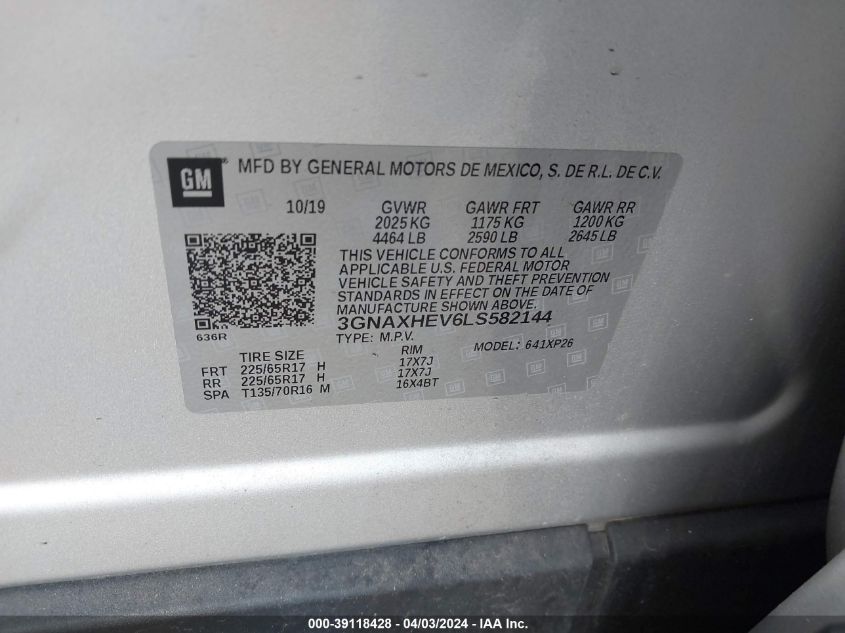 GM
MFD BY GENERAL MOTORS DE MEXICO, S. DE R.L. DE C.V.
10/19 GVWR GAWR FRT GAWR RR
2025 KG 1175 KG 1200 KG
4464 LB 2590 LB 2645 LB
THIS VEHICLE CONFORMS TO ALL
APPLICABLE U.S. FEDERAL MOTOR
VEHICLE SAFETY AND THEFT PREVENTION
STANDARDS IN EFFECT ON THE DATE OF
MANUFACTURE SHOWN ABOVE.
3GNAXHEV6LS582144
636R
TYPE: M.P.V. MODEL: 641XP26
TIRE SIZE RIM
FRT 225/65R17 H 17X7J
RR 225/65R17 H 17X7J
SPA T135/70R16 M 16X4BT
000-39118428 - 04/03/2024 - IAA Inc.